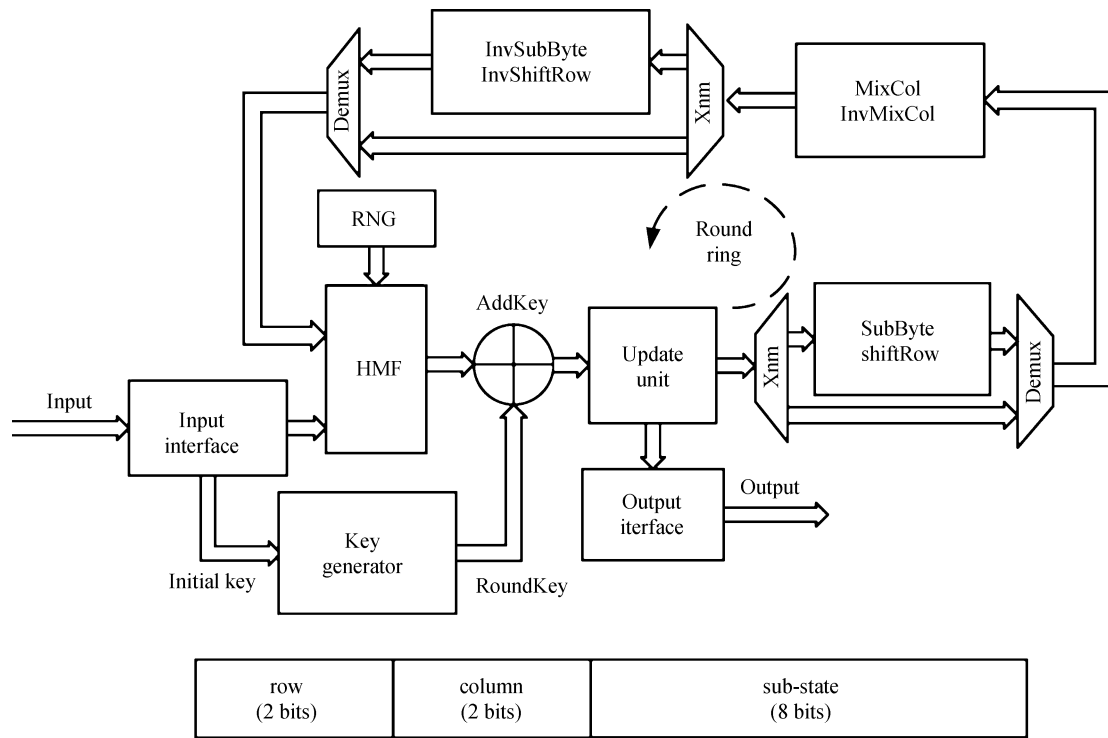 InvSubByte
InvShiftRow
MixCol
InvMixCol
Demux
Xnm
RNG
Round
ring
AddKey
HMF
Update
unit
Xnm
SubByte
shiftRow
Demux
Input
Input
interface
Output
iterface
Output
Key
generator
Initial key
RoundKey
row
(2 bits)
column
(2 bits)
sub-state
(8 bits)